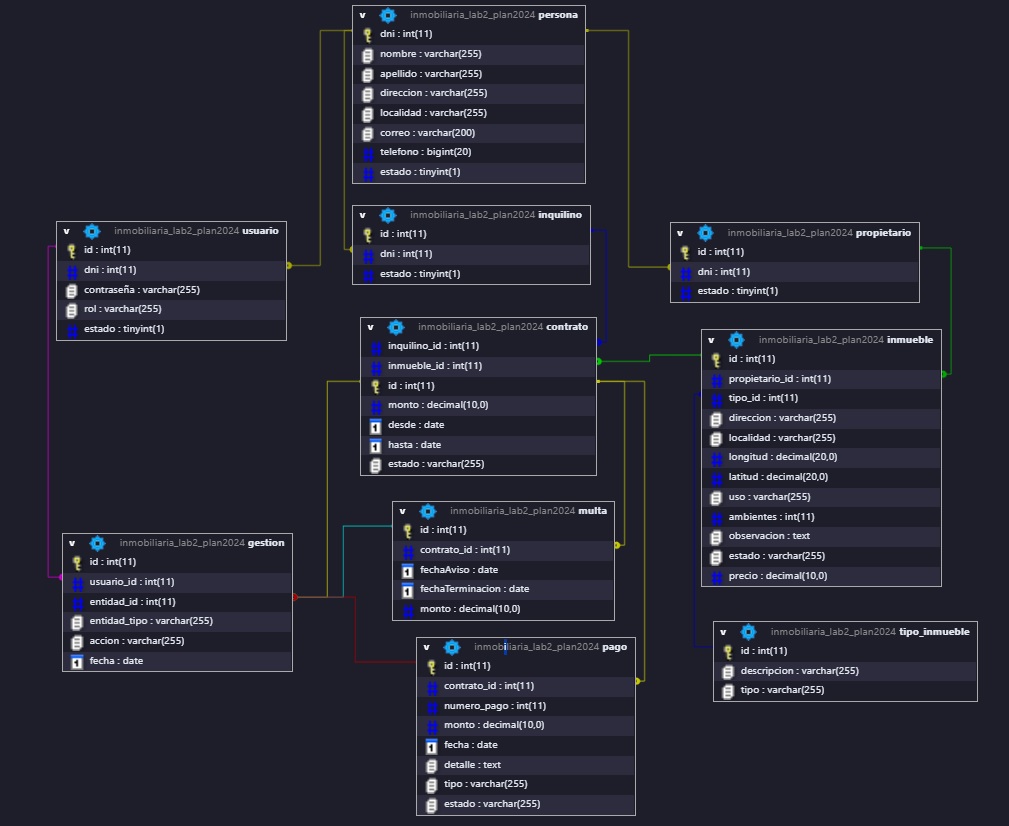 v inmobiliaria_lab2_plan2024 persona
dni : int(11)
nombre : varchar(255)
apellido : varchar(255)
direccion : varchar(255)
localidad : varchar(255)
correo : varchar(200)
telefono : bigint(20)
estado : tinyint(1)
v inmobiliaria_lab2_plan2024 inquilino
id : int(11)
dni : int(11)
estado : tinyint(1)
v inmobiliaria_lab2_plan2024 usuario
id : int(11)
dni : int(11)
contraseña : varchar(255)
rol : varchar(255)
estado : tinyint(1)
v inmobiliaria_lab2_plan2024 propietario
id : int(11)
dni : int(11)
estado : tinyint(1)
v inmobiliaria_lab2_plan2024 contrato
inquilino_id : int(11)
inmueble_id : int(11)
id : int(11)
monto : decimal(10,0)
desde : date
hasta : date
estado : varchar(255)
v inmobiliaria_lab2_plan2024 inmueble
id : int(11)
propietario_id : int(11)
tipo_id : int(11)
direccion : varchar(255)
localidad : varchar(255)
longitud : decimal(20,0)
latitud : decimal(20,0)
uso : varchar(255)
ambientes : int(11)
observacion : text
estado : varchar(255)
precio : decimal(10,0)
v inmobiliaria_lab2_plan2024 multa
id : int(11)
contrato_id : int(11)
fechaAviso : date
fechaTerminacion : date
monto : decimal(10,0)
v inmobiliaria_lab2_plan2024 gestion
id : int(11)
usuario_id : int(11)
entidad_id : int(11)
entidad_tipo : varchar(255)
accion : varchar(255)
fecha : date
v inmobiliaria_lab2_plan2024 pago
id : int(11)
contrato_id : int(11)
numero_pago : int(11)
monto : decimal(10,0)
fecha : date
detalle : text
tipo : varchar(255)
estado : varchar(255)
v inmobiliaria_lab2_plan2024 tipo_inmueble
id : int(11)
descripcion : varchar(255)
tipo : varchar(255)